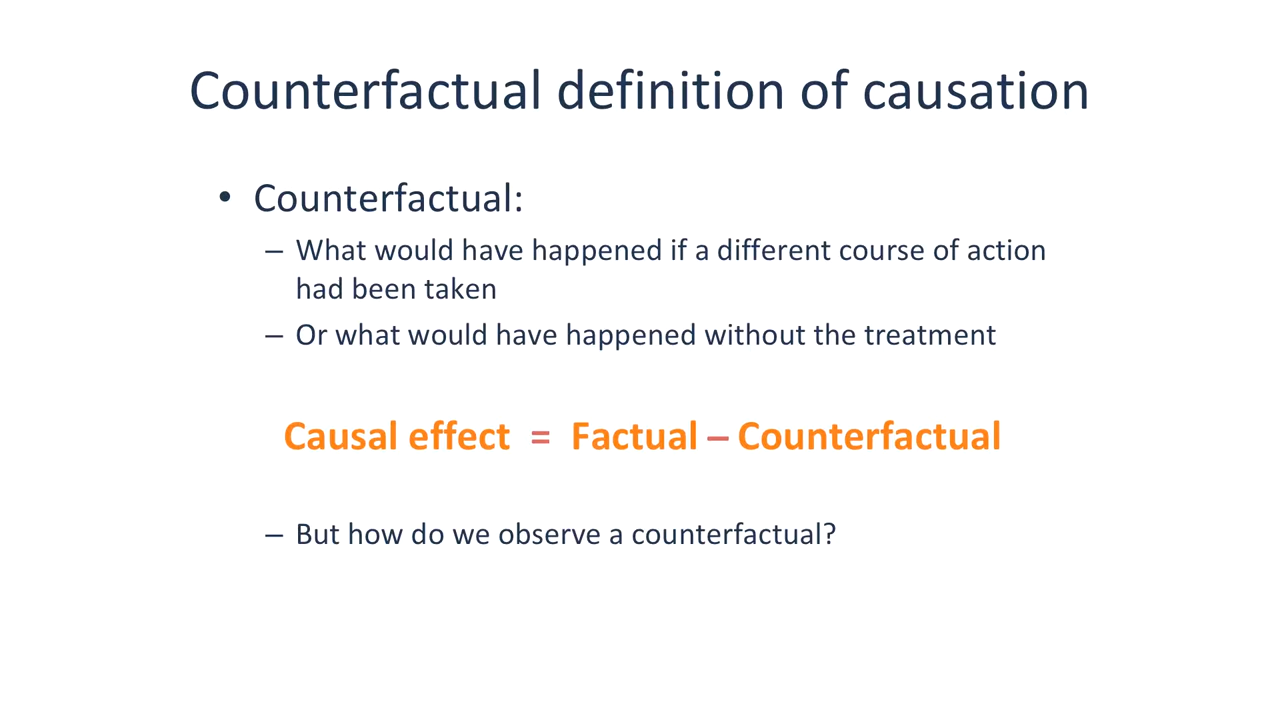 Counterfactual definition of causation
• Counterfactual:
– What would have happened if a different course of action
had been taken
– Or what would have happened without the treatment
Causal effect = Factual – Counterfactual
– But how do we observe a counterfactual?